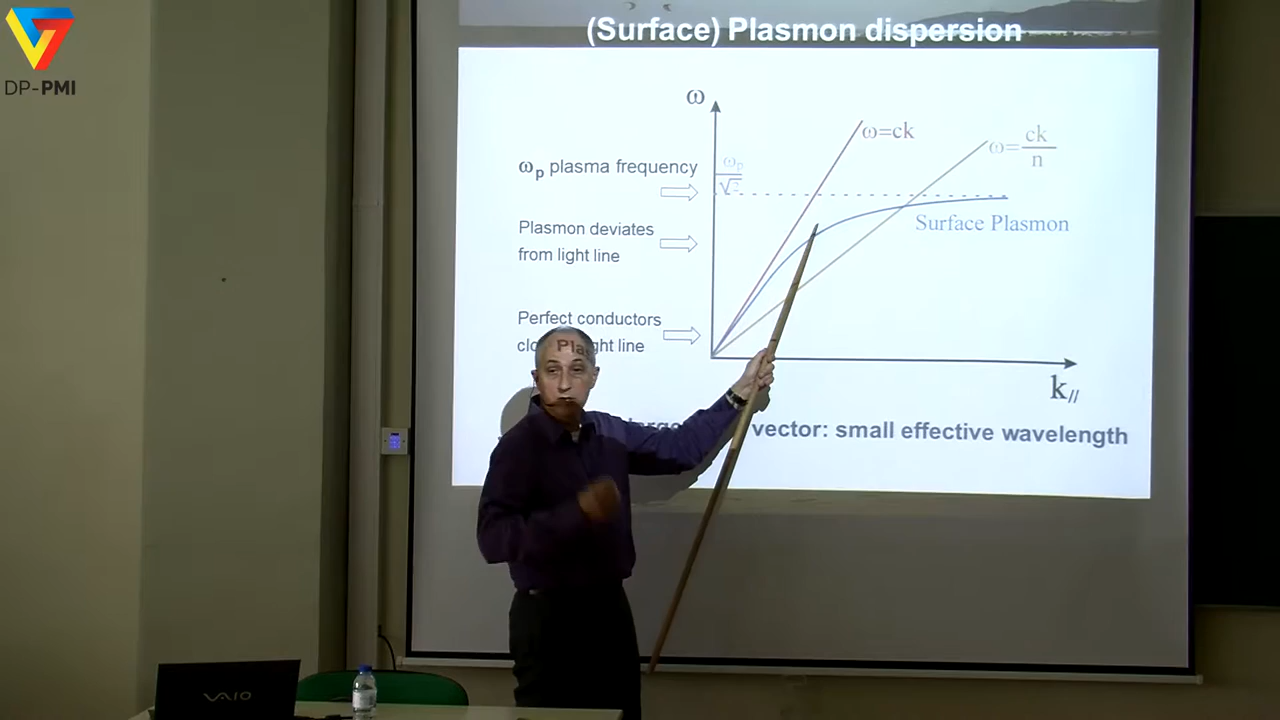 DP-PMI
(Surface) Plasmon dispersion
ω
ω=ck
ω=ck/n
ωp plasma frequency
ωp/√2
Plasmon deviates
from light line
Surface Plasmon
Perfect conductors
light line
Pla
k//
vector: small effective wavelength
VAIO